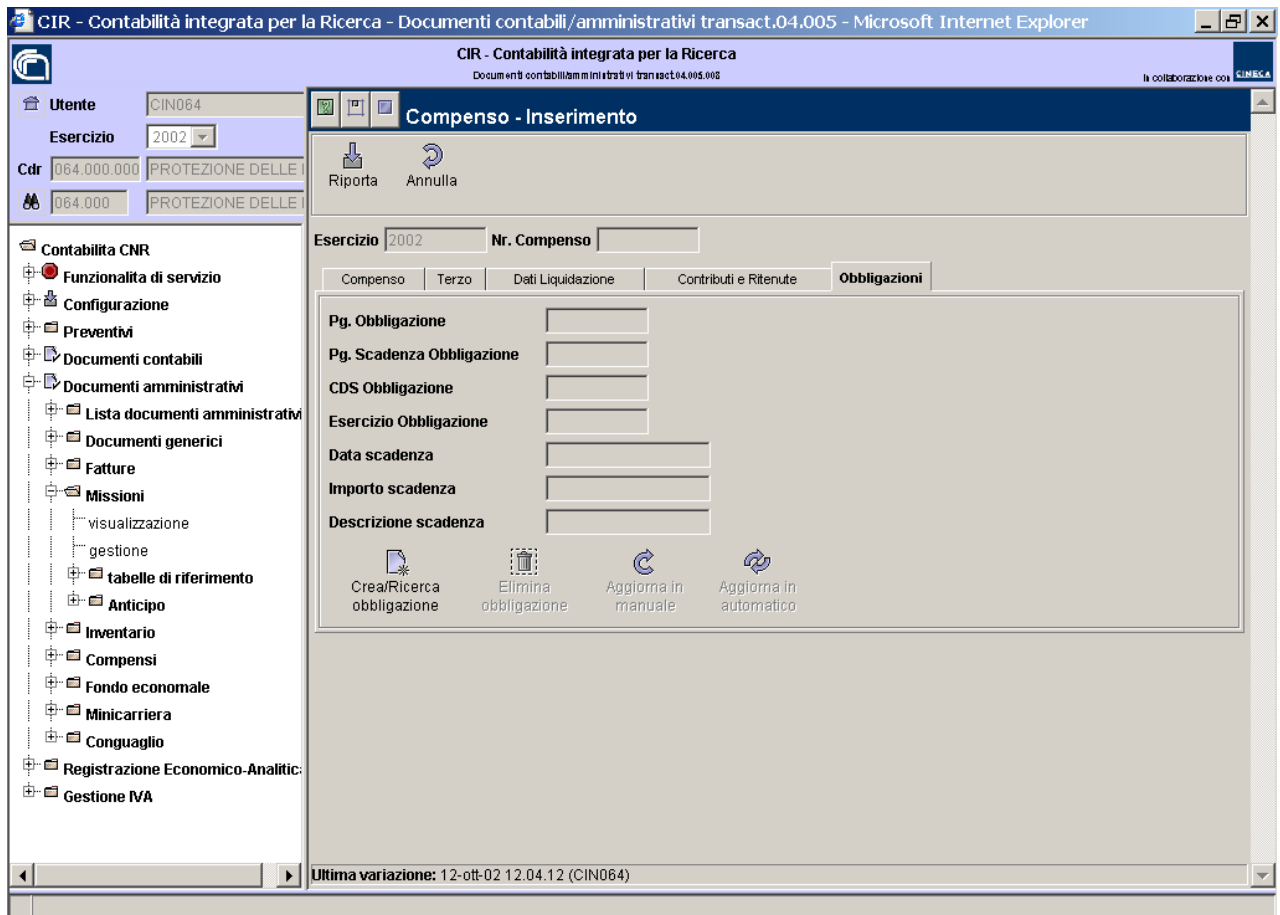 CIR - Contabilità integrata per la Ricerca - Documenti contabili/amministrativi transact.04.005 - Microsoft Internet Explorer
CIR - Contabilità integrata per la Ricerca
Documenti contabili/amministrativi transact.04.005.008
In collaborazione con CINECA
Utente CIN064
Esercizio 2002
Cdr 064.000.000 PROTEZIONE DELLE
064.000 PROTEZIONE DELLE
Contabilita CNR
Funzionalita di servizio
Configurazione
Preventivi
Documenti contabili
Documenti amministrativi
Lista documenti amministrativi
Documenti generici
Fatture
Missioni
visualizzazione
gestione
tabelle di riferimento
Anticipo
Inventario
Compensi
Fondo economale
Minicarriera
Conguaglio
Registrazione Economico-Analitic
Gestione IVA
Compenso - Inserimento
Riporta Annulla
Esercizio 2002 Nr. Compenso
Compenso Terzo Dati Liquidazione Contributi e Ritenute Obbligazioni
Pg. Obbligazione
Pg. Scadenza Obbligazione
CDS Obbligazione
Esercizio Obbligazione
Data scadenza
Importo scadenza
Descrizione scadenza
Crea/Ricerca obbligazione
Elimina obbligazione
Aggiorna in manuale
Aggiorna in automatico
Ultima variazione: 12-ott-02 12.04.12 (CIN064)